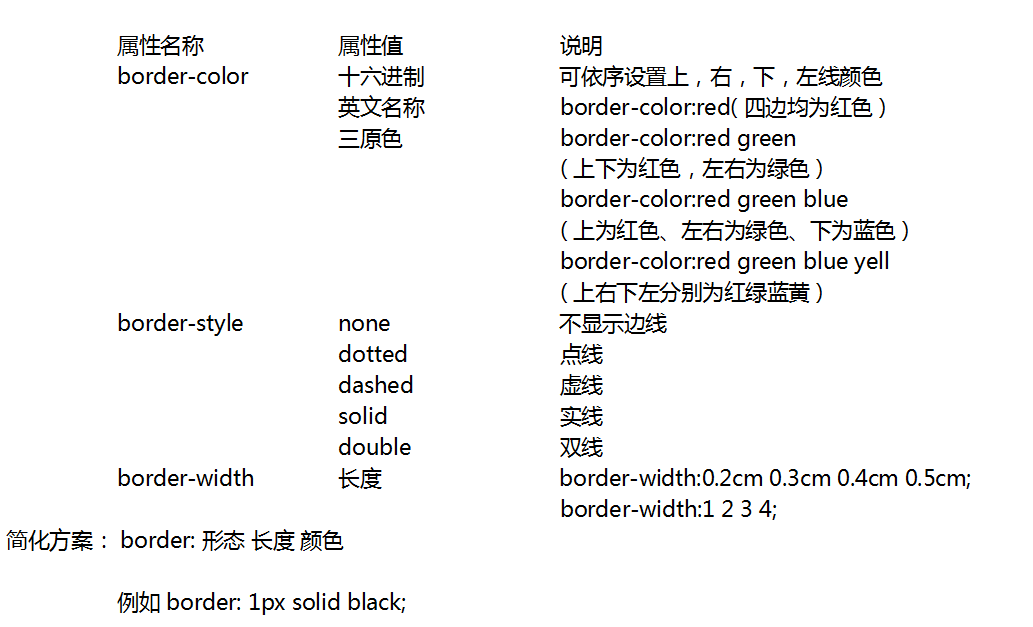 属性名称 属性值 说明
border-color 十六进制 可依序设置上，右，下，左线颜色
英文名称 border-color:red( 四边均为红色 )
三原色 border-color:red green
( 上下为红色，左右为绿色 )
border-color:red green blue
( 上为红色、左右为绿色、下为蓝色 )
border-color:red green blue yell
( 上右下左分别为红绿蓝黄 )
border-style none 不显示边线
dotted 点线
dashed 虚线
solid 实线
double 双线
border-width 长度 border-width:0.2cm 0.3cm 0.4cm 0.5cm;
border-width:1 2 3 4;
简化方案： border: 形态 长度 颜色
例如 border: 1px solid black;